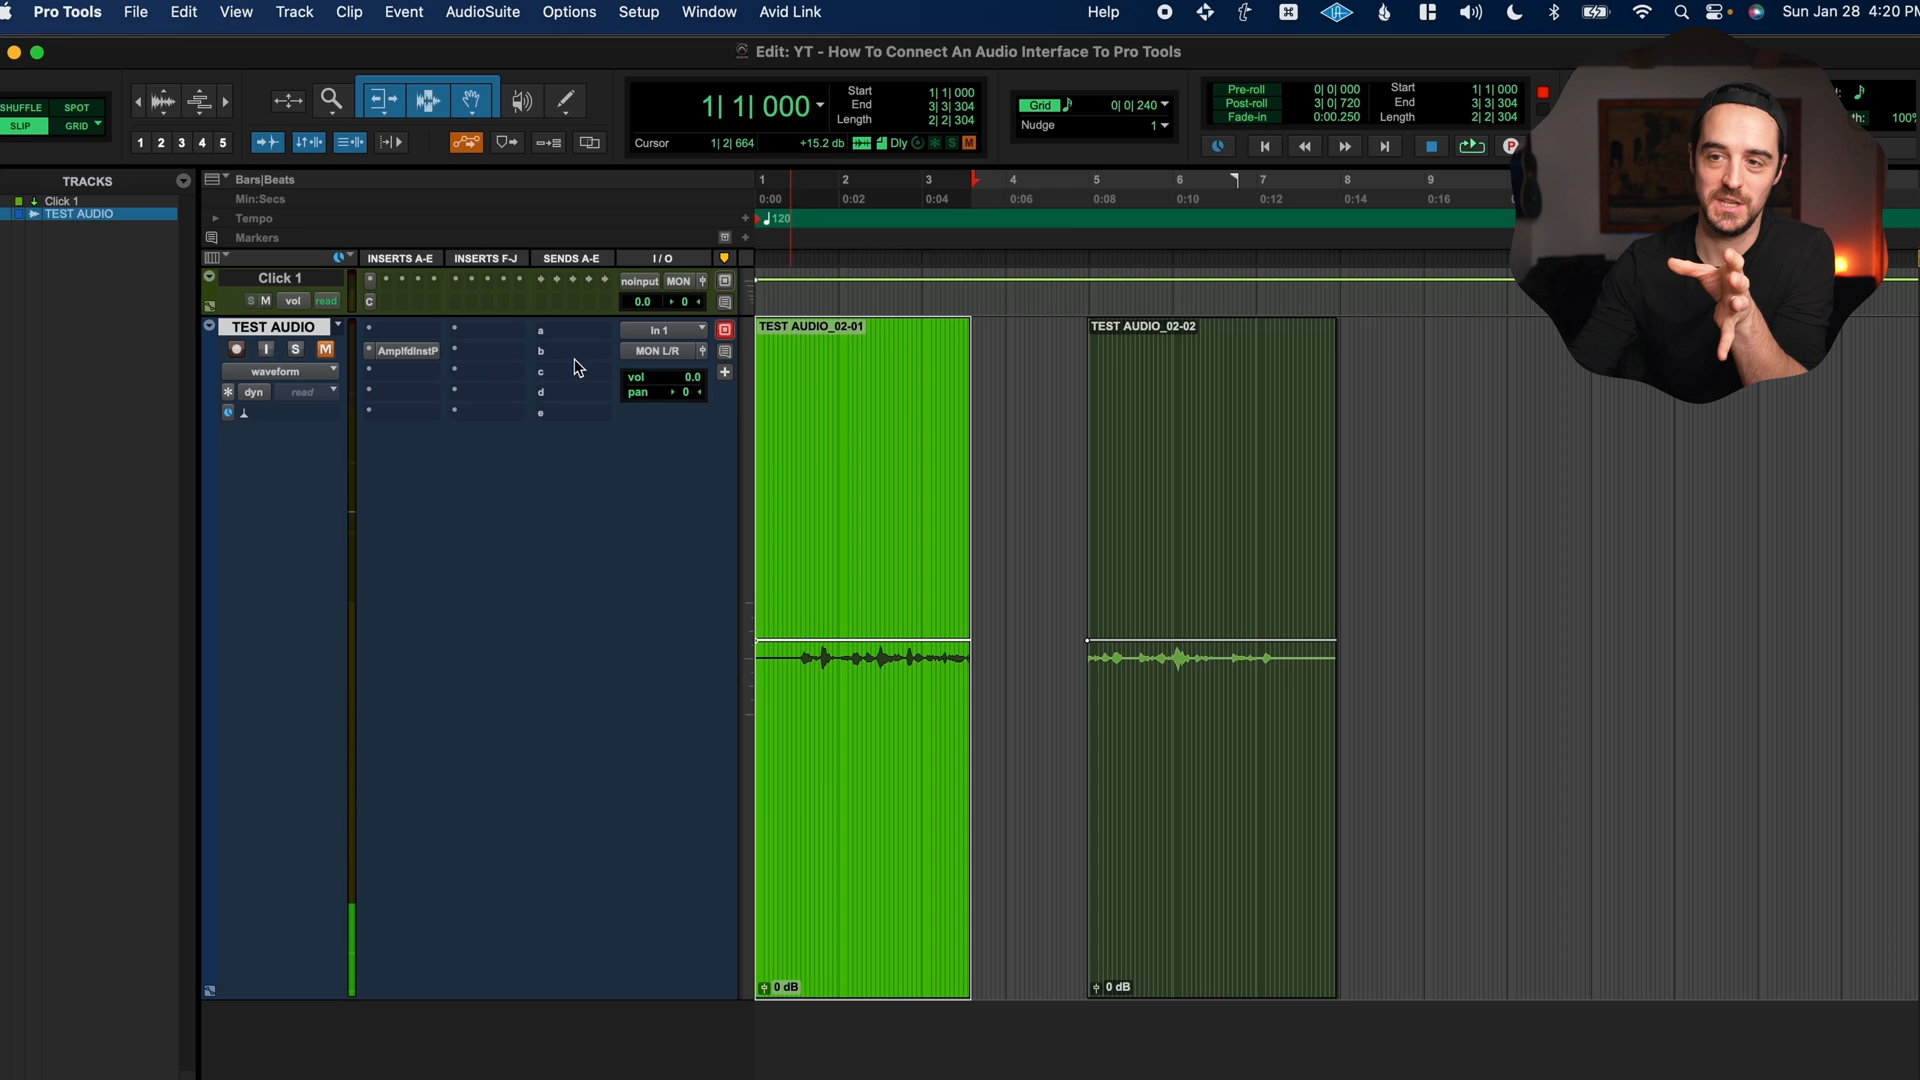 Pro Tools File Edit View Track Clip Event AudioSuite Options Setup Window Avid Link Help Sun Jan 28 4:20 PM
Edit: YT - How To Connect An Audio Interface To Pro Tools
SHUFFLE SPOT
SLIP GRID
1 2 3 4 5
1| 1| 000
Start 1| 1| 000
End 3| 3| 304
Length 2| 2| 304
Cursor 1| 2| 664 +15.2 db Dly S M
Grid 0| 0| 240
Nudge 1
Pre-roll 0| 0| 000
Post-roll 3| 0| 720
Fade-in 0:00.250
Start 1| 1| 000
End 3| 3| 304
Length 2| 2| 304
P
100%
TRACKS
Click 1
TEST AUDIO
Bars|Beats 1 2 3 4 5 6 7 8 9
Min:Secs 0:00 0:02 0:04 0:06 0:08 0:10 0:12 0:14 0:16
Tempo 120
Markers
INSERTS A-E INSERTS F-J SENDS A-E I / O
Click 1 noinput MON
S M vol read C 0.0 0
TEST AUDIO a In 1
I S M AmplfdInstP b MON L/R
waveform c vol 0.0
dyn read d pan 0
e
TEST AUDIO_02-01 TEST AUDIO_02-02
0 dB 0 dB